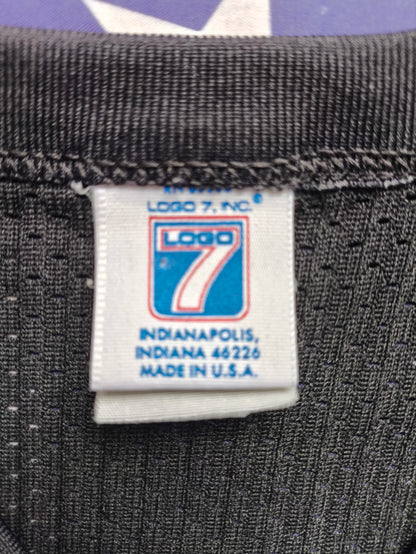 LOGO 7, INC.
LOGO
7
INDIANAPOLIS,
INDIANA 46226
MADE IN U.S.A.